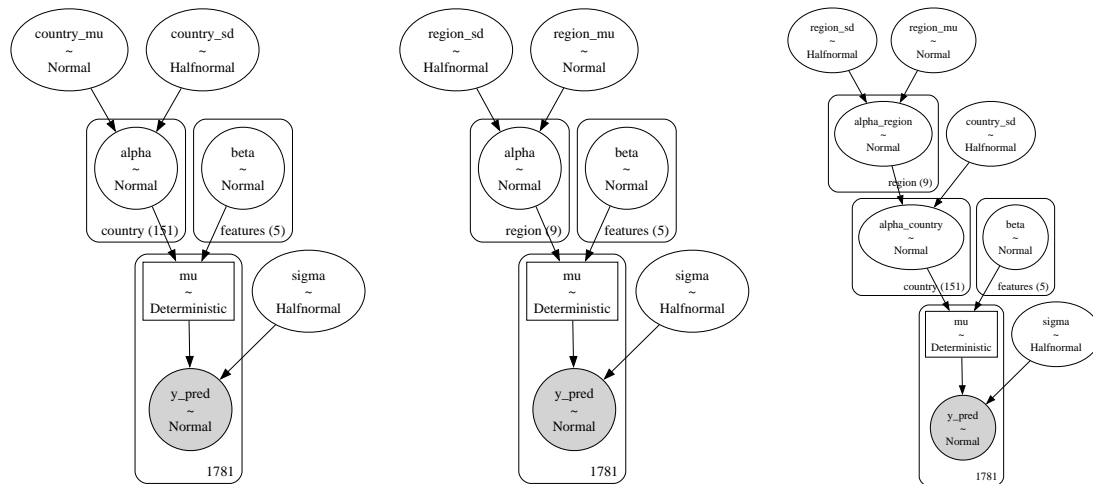 country_mu
~
Normal
country_sd
~
Halfnormal
alpha
~
Normal
beta
~
Normal
country (151)
features (5)
mu
~
Deterministic
sigma
~
Halfnormal
y_pred
~
Normal
1781
region_sd
~
Halfnormal
region_mu
~
Normal
alpha
~
Normal
beta
~
Normal
region (9)
features (5)
mu
~
Deterministic
sigma
~
Halfnormal
y_pred
~
Normal
1781
region_sd
~
Halfnormal
region_mu
~
Normal
alpha_region
~
Normal
country_sd
~
Halfnormal
region (9)
alpha_country
~
Normal
beta
~
Normal
country (151)
features (5)
mu
~
Deterministic
sigma
~
Halfnormal
y_pred
~
Normal
1781